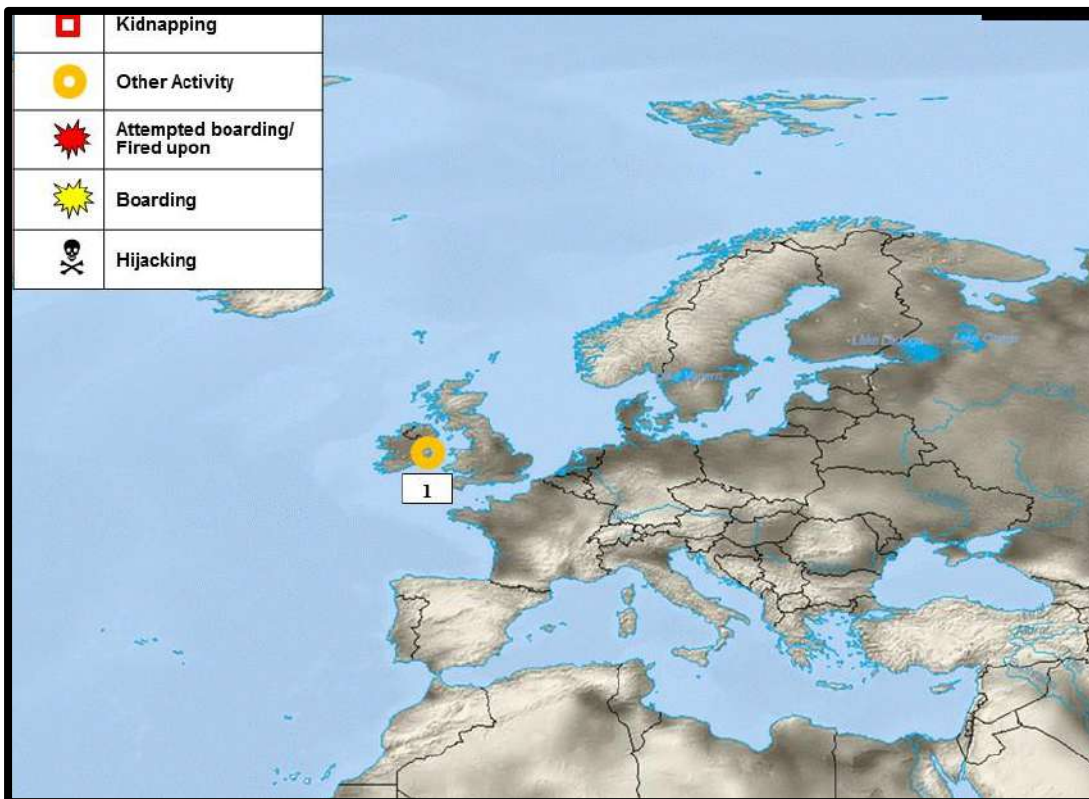 Kidnapping
Other Activity
Attempted boarding/
Fired upon
Boarding
Hijacking
1